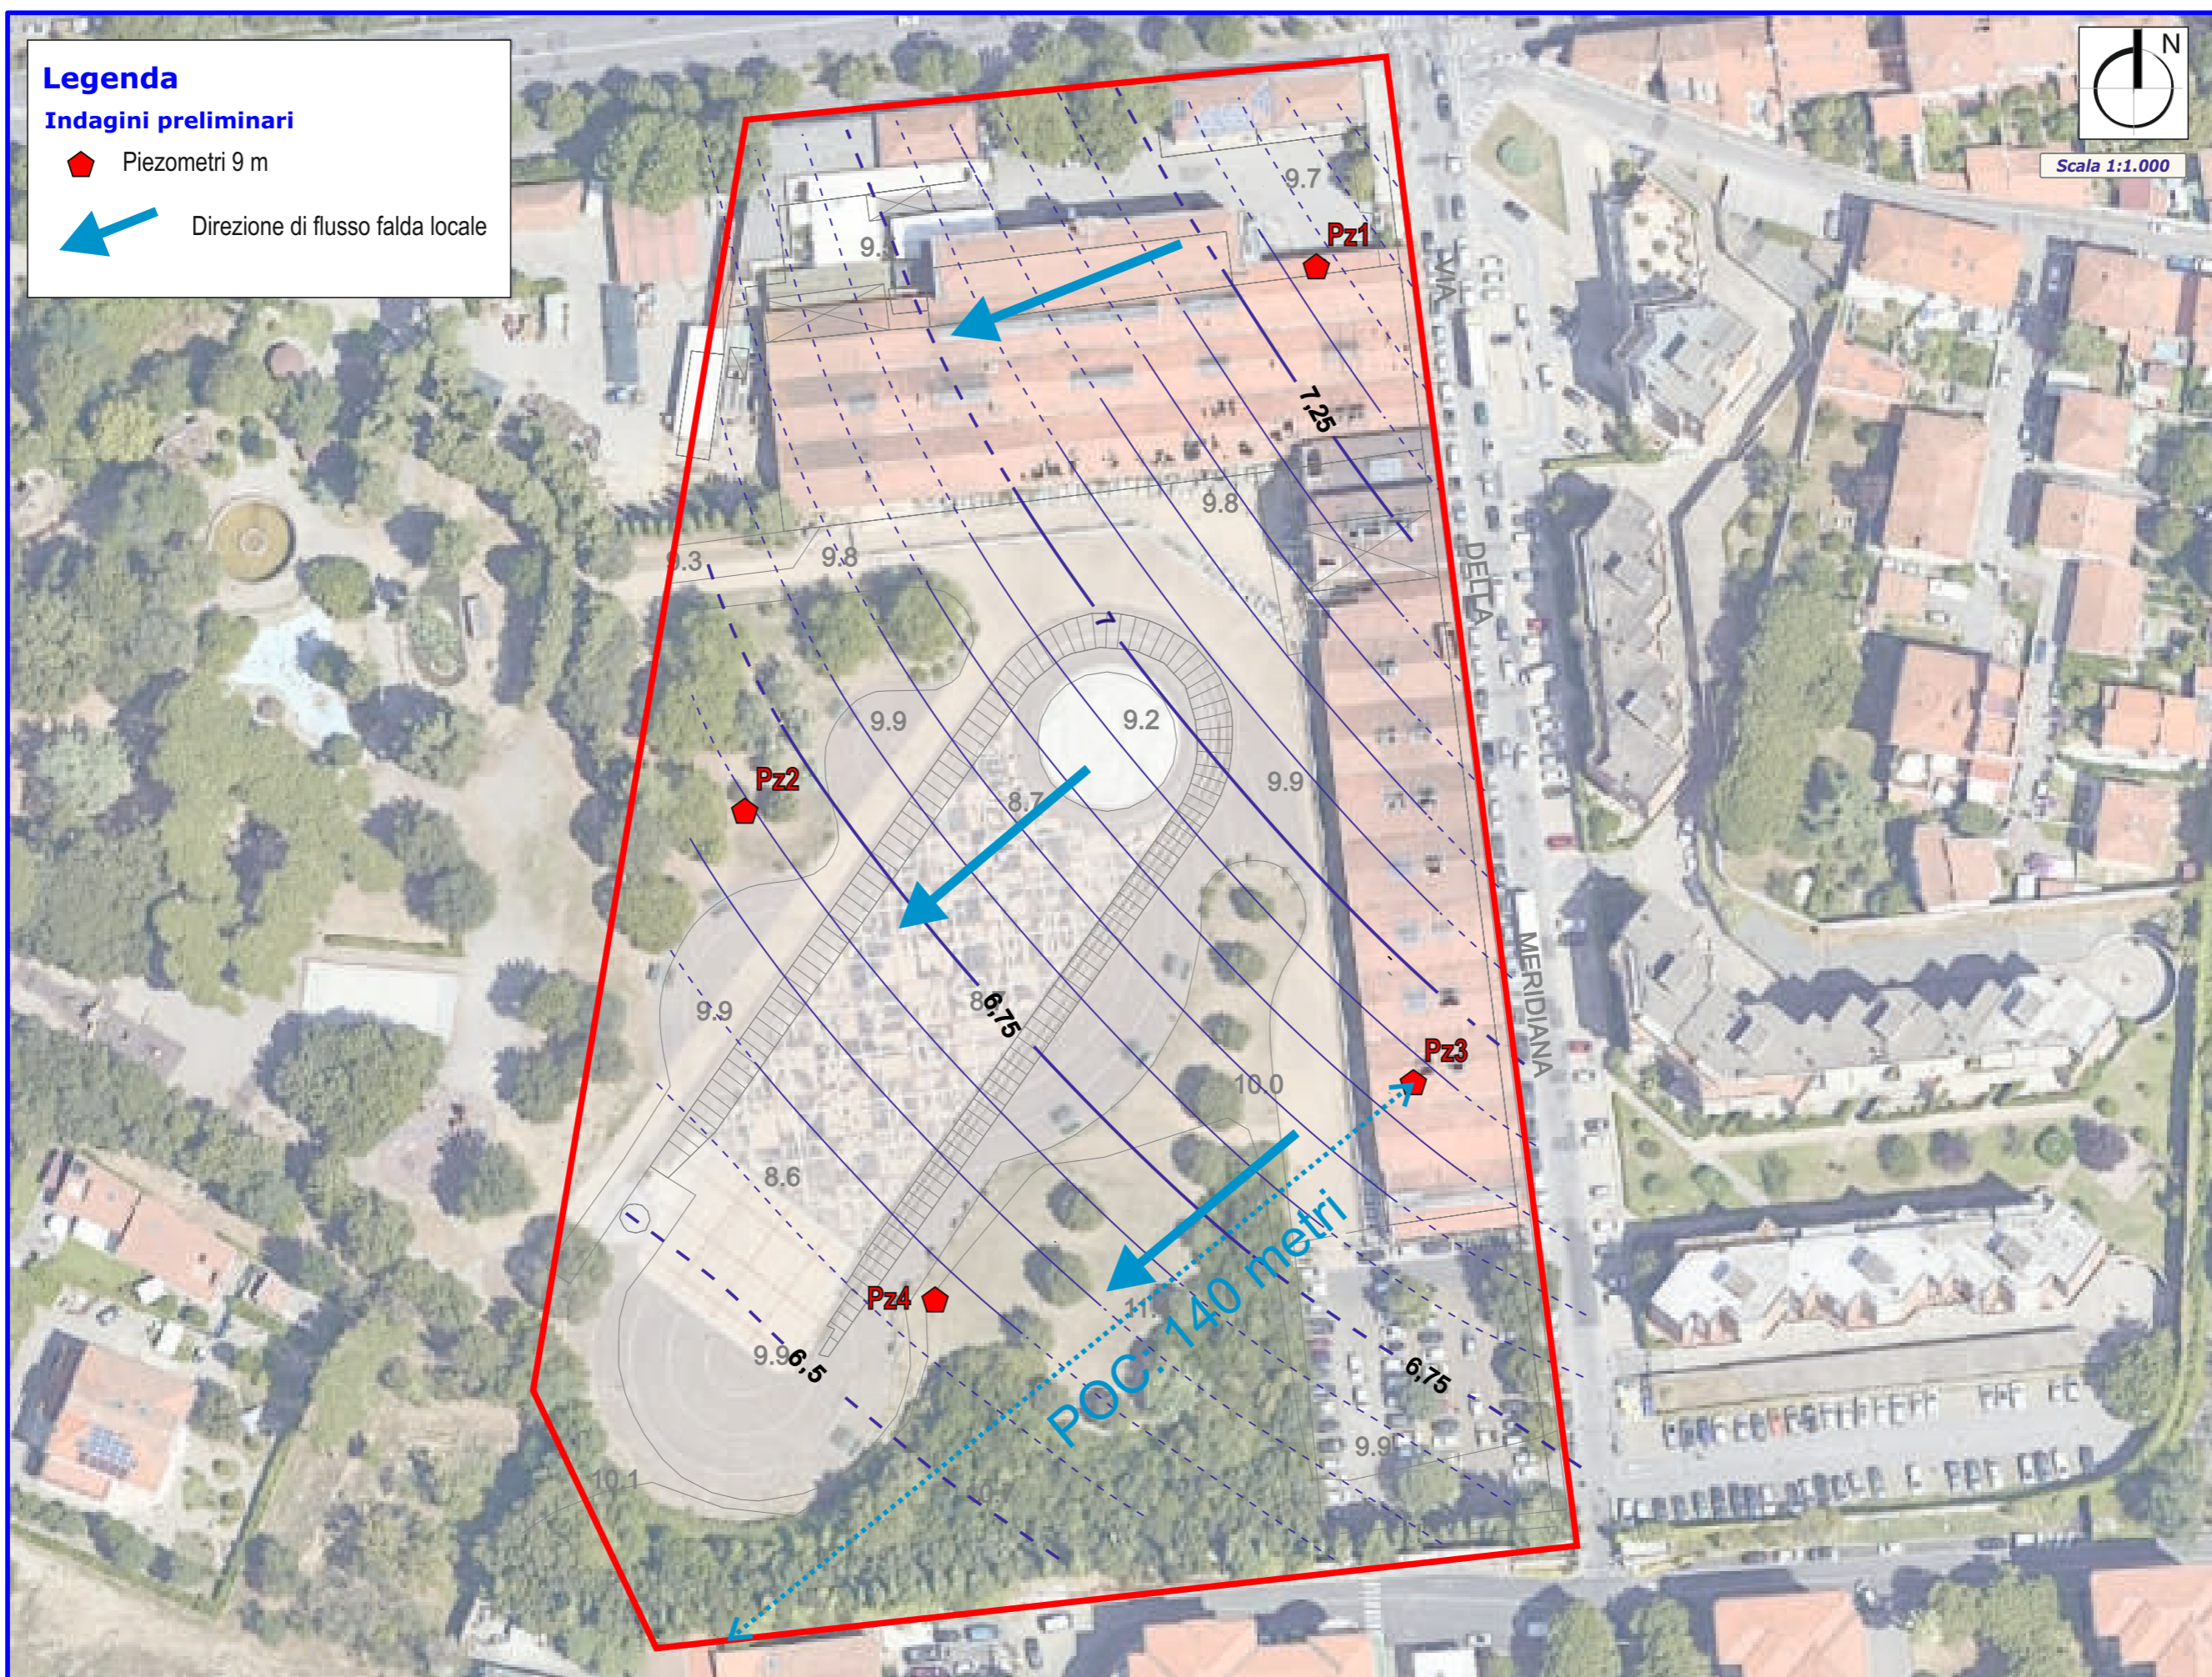 Legenda
Indagini preliminari
Piezometri 9 m
Direzione di flusso falda locale
N
Scala 1:1.000
9.7
Pz1
VIA
7,25
9.8
9.3
9.8
DELLA
7
9.9
9.2
Pz2
8.7
9.9
9.9
6,75
MERIDIANA
Pz3
10.0
8.6
POC: 140 metri
Pz4
9.9
6,5
6,75
9.9
10.1